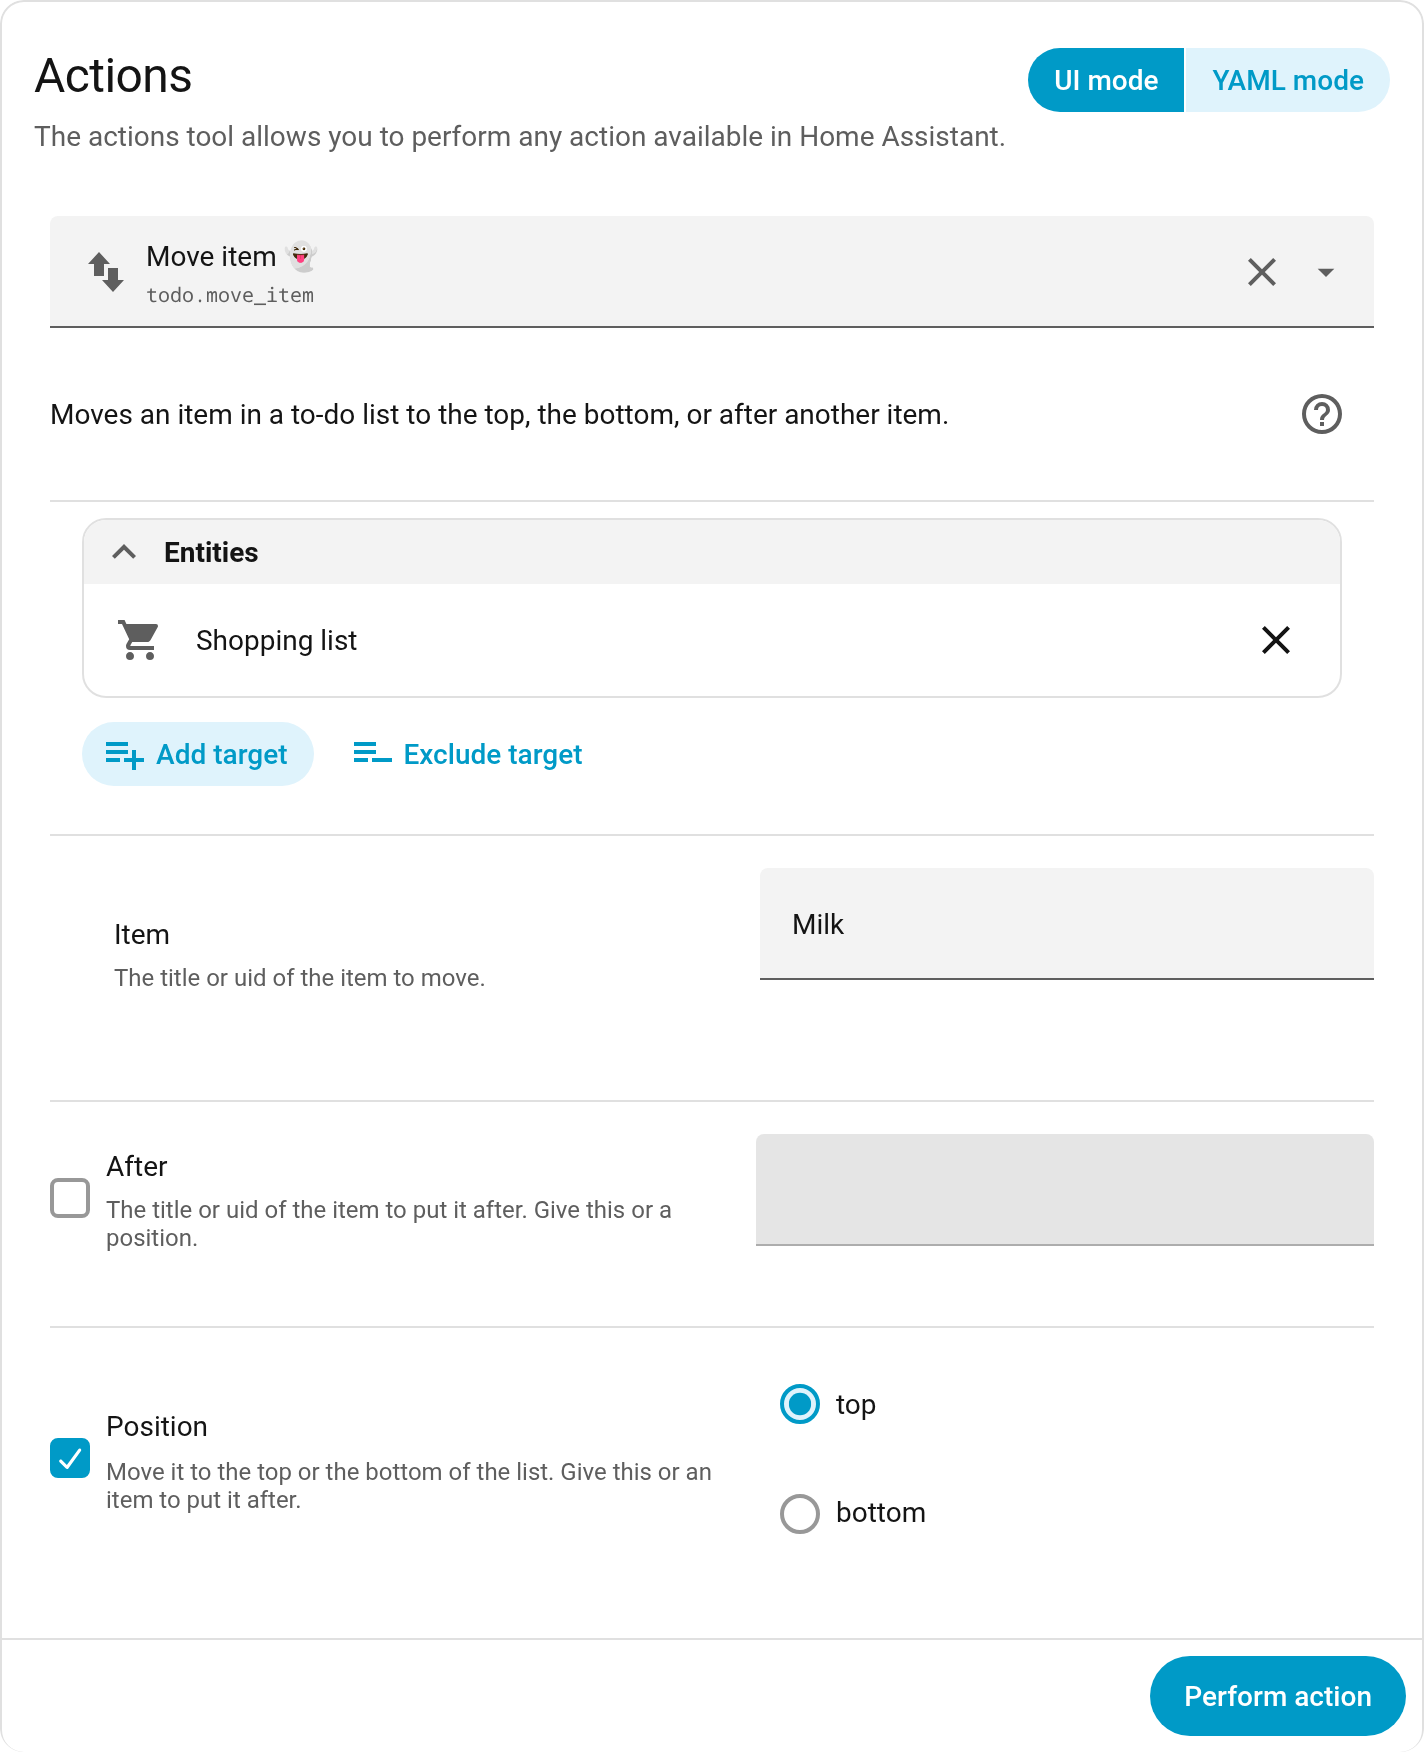 Actions
UI mode
YAML mode
The actions tool allows you to perform any action available in Home Assistant.
Move item 👻
todo.move_item
Moves an item in a to-do list to the top, the bottom, or after another item.
Entities
Shopping list
Add target
Exclude target
Item
The title or uid of the item to move.
Milk
After
The title or uid of the item to put it after. Give this or a
position.
Position
Move it to the top or the bottom of the list. Give this or an
item to put it after.
top
bottom
Perform action